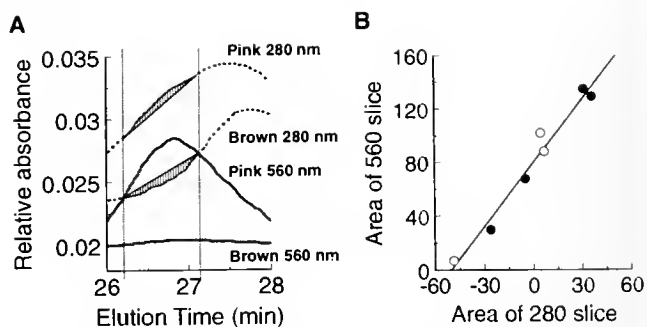 A
Pink 280 nm
Brown 280 nm
Pink 560 nm
Brown 560 nm
0.035
0.03
0.025
0.02
Relative absorbance
26
27
28
Elution Time (min)
B
160
120
80
40
0
Area of 560 slice
-60
-30
0
30
60
Area of 280 slice